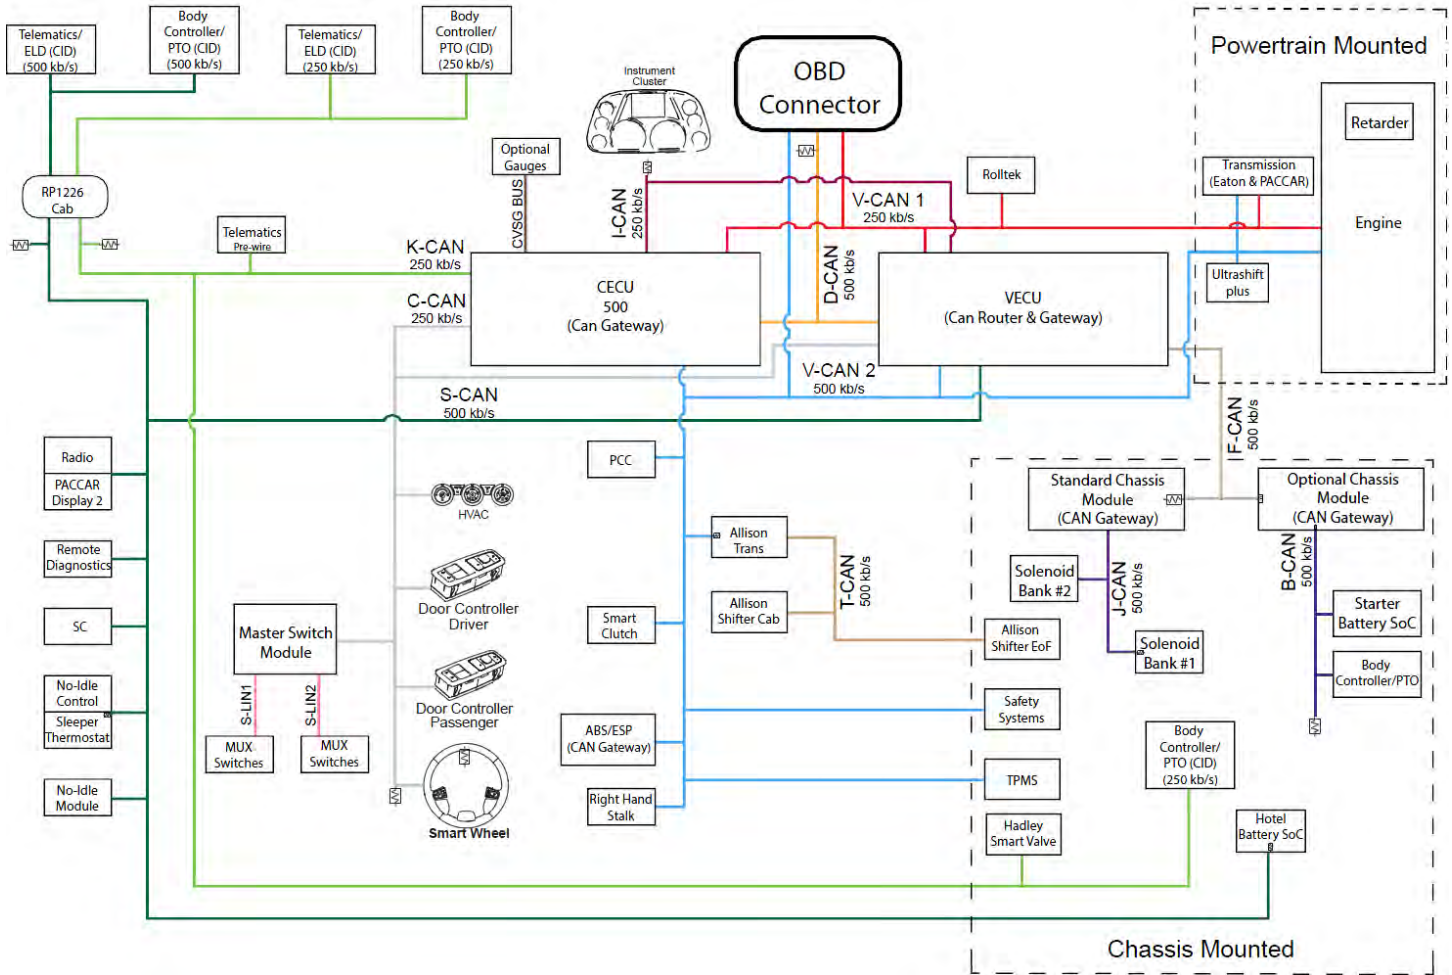 Telematics/
ELD (CID)
(500 kb/s)
Body
Controller/
PTO (CID)
(500 kb/s)
Telematics/
ELD (CID)
(250 kb/s)
Body
Controller/
PTO (CID)
(250 kb/s)
Instrument
Cluster
OBD
Connector
Powertrain Mounted
Retarder
Engine
Transmission
(Eaton & PACCAR)
Ultrashift
plus
Rolltek
Optional
Gauges
CVSG BUS
I-CAN
250 kb/s
V-CAN 1
250 kb/s
D-CAN
500 kb/s
RP1226
Cab
Telematics
Pre-wire
K-CAN
250 kb/s
C-CAN
250 kb/s
CECU
500
(Can Gateway)
VECU
(Can Router & Gateway)
V-CAN 2
500 kb/s
S-CAN
500 kb/s
F-CAN
500 kb/s
Radio
PACCAR
Display 2
Remote
Diagnostics
SC
No-Idle
Control
Sleeper
Thermostat
No-Idle
Module
Master Switch
Module
S-LIN1
S-LIN2
MUX
Switches
MUX
Switches
HVAC
Door Controller
Driver
Door Controller
Passenger
Smart Wheel
PCC
Smart
Clutch
ABS/ESP
(CAN Gateway)
Right Hand
Stalk
Allison
Trans
Allison
Shifter Cab
T-CAN
500 kb/s
Allison
Shifter EoF
Safety
Systems
TPMS
Hadley
Smart Valve
Standard Chassis
Module
(CAN Gateway)
Optional Chassis
Module
(CAN Gateway)
Solenoid
Bank #2
J-CAN
500 kb/s
Solenoid
Bank #1
B-CAN
500 kb/s
Starter
Battery SoC
Body
Controller/PTO
Body
Controller/
PTO (CID)
(250 kb/s)
Hotel
Battery SoC
Chassis Mounted